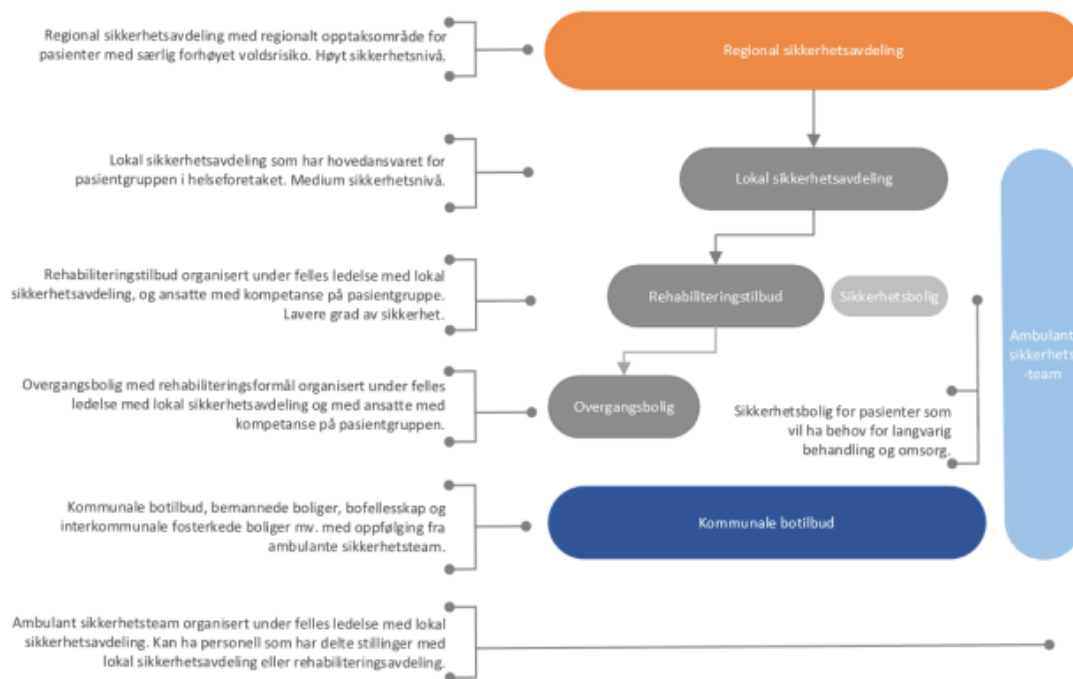 Regional sikkerhetsavdeling med regionalt opptaksområde for
pasienter med særlig forhøyet voldsrisiko. Høyt sikkerhetsnivå.
Regional sikkerhetsavdeling
Lokal sikkerhetsavdeling som har hovedansvaret for
pasientgruppen i helseforetaket. Medium sikkerhetsnivå.
Lokal sikkerhetsavdeling
Rehabiliteringstilbud organisert under felles ledelse med lokal
sikkerhetsavdeling, og ansatte med kompetanse på pasientgruppe.
Lavere grad av sikkerhet.
Rehabiliteringstilbud
Sikkerhetsbolig
Ambulant
sikkerhets
-team
Overgangsbolig med rehabiliteringsformål organisert under felles
ledelse med lokal sikkerhetsavdeling og med ansatte med
kompetanse på pasientgruppen.
Overgangsbolig
Sikkerhetsbolig for pasienter som
vil ha behov for langvarig
behandling og omsorg.
Kommunale botilbud, bemannede boliger, bofellesskap og
interkommunale fosterkede boliger mv. med oppfølging fra
ambulante sikkerhetsteam.
Kommunale botilbud
Ambulant sikkerhetsteam organisert under felles ledelse med lokal
sikkerhetsavdeling. Kan ha personell som har delte stillinger med
lokal sikkerhetsavdeling eller rehabiliteringsavdeling.